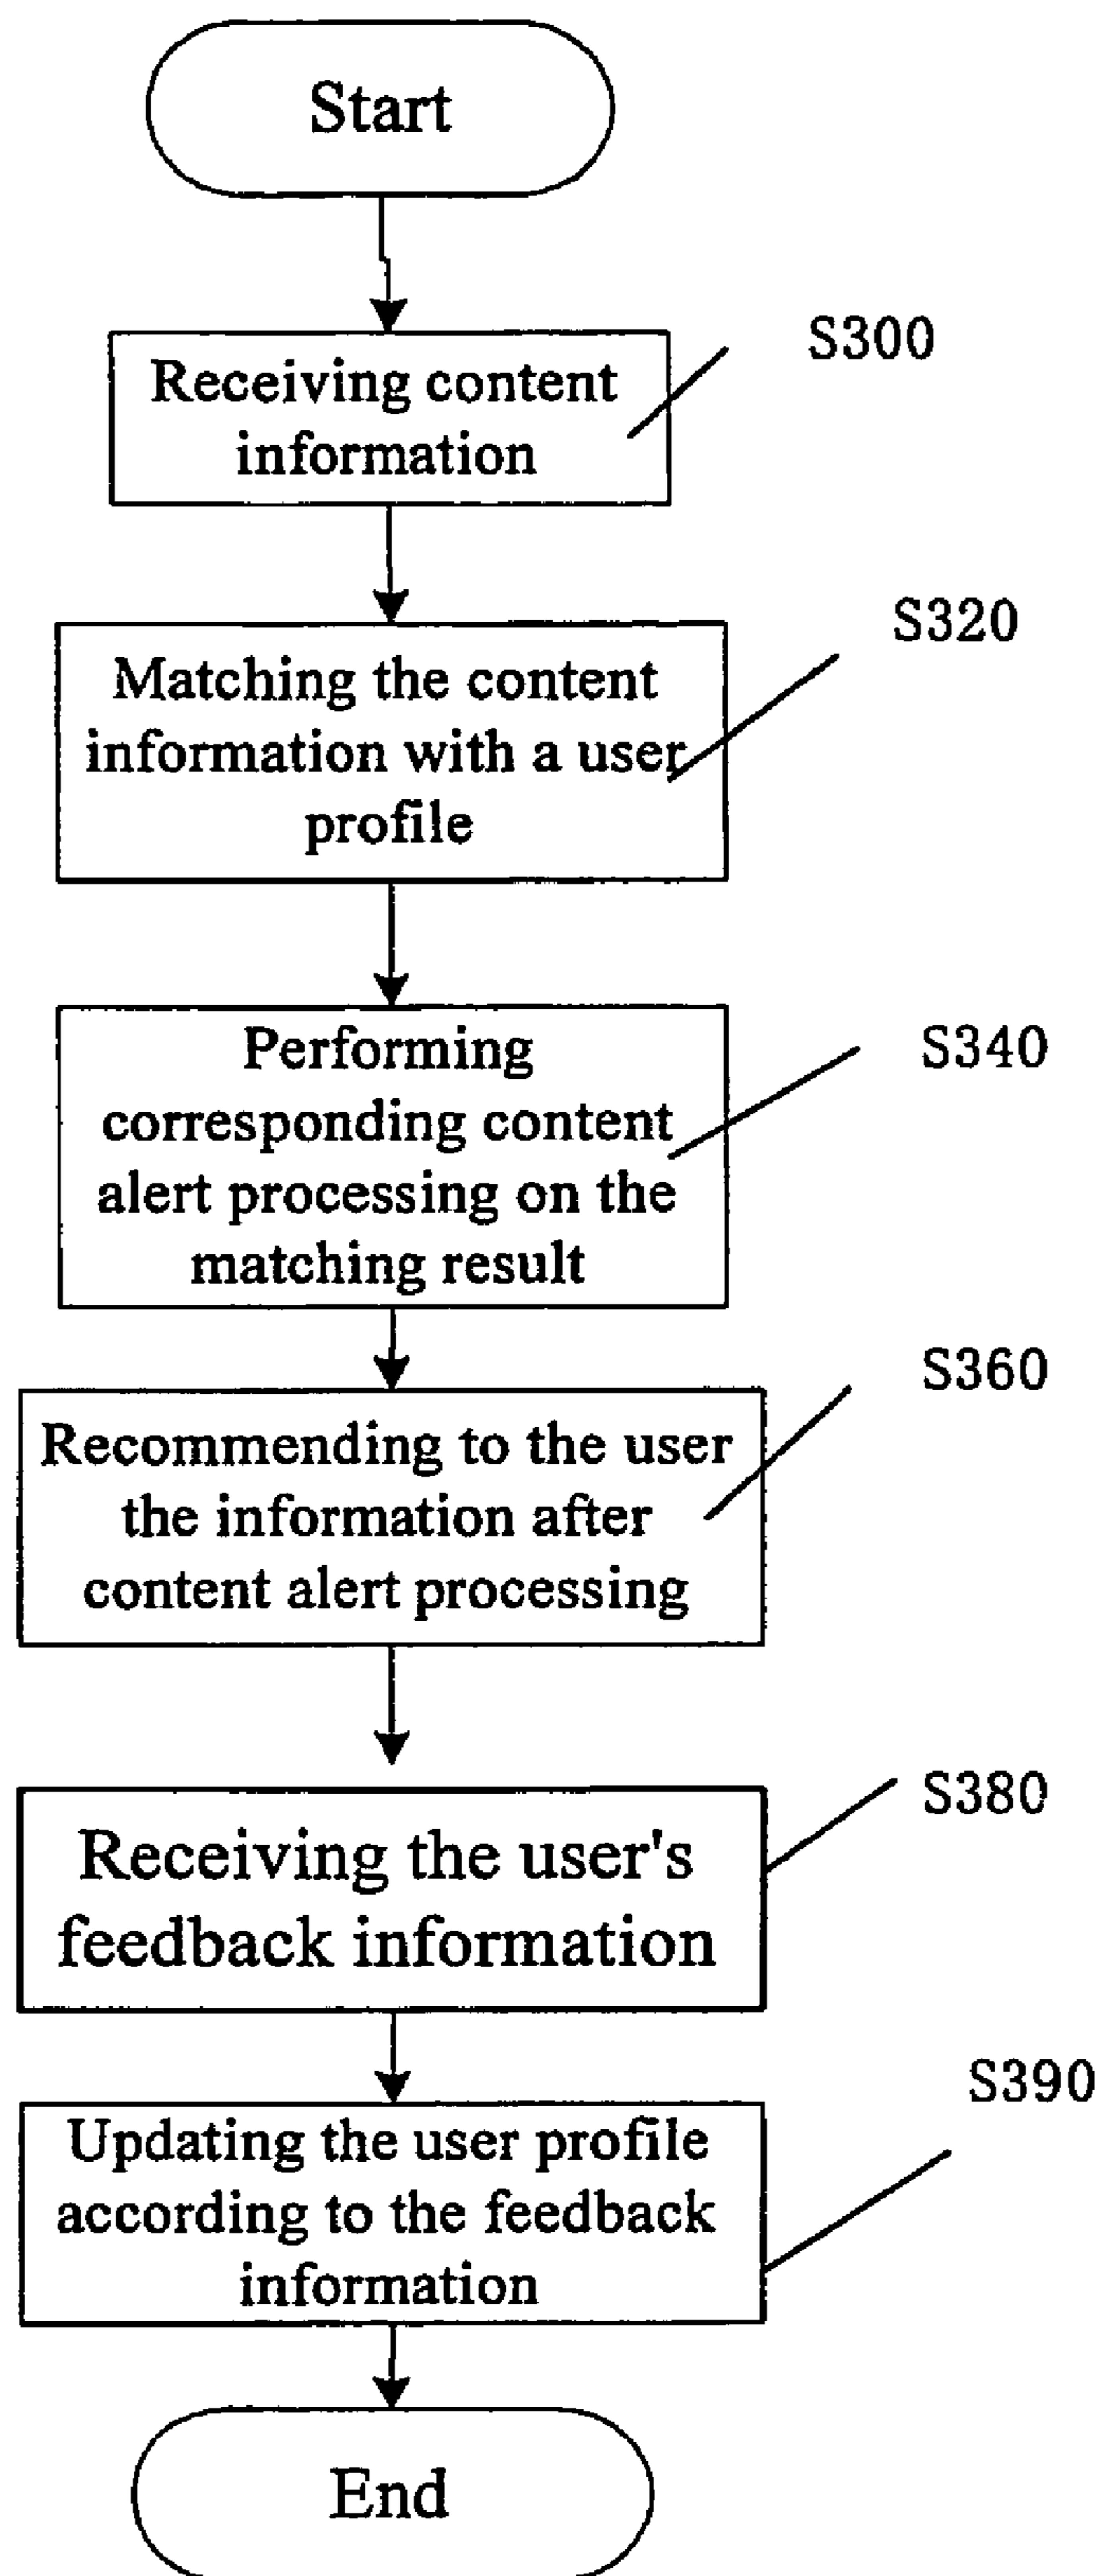 Start
S300
Receiving content
information
S320
Matching the content
information with a user
profile
S340
Performing
corresponding content
alert processing on the
matching result
S360
Recommending to the user
the information after
content alert processing
S380
Receiving the user's
feedback information
S390
Updating the user profile
according to the feedback
information
End